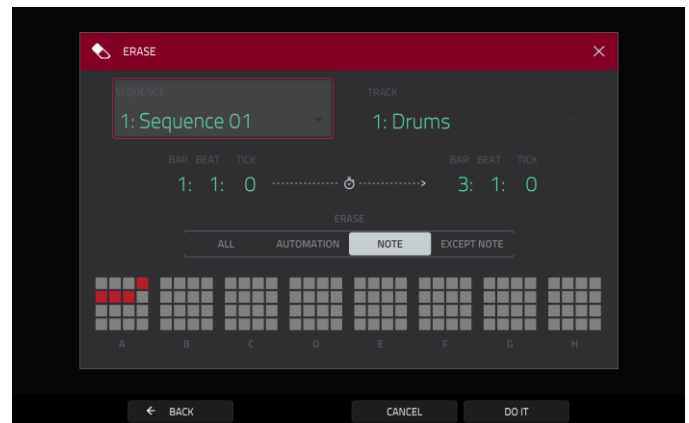 ERASE
SEQUENCE TRACK
1: Sequence 01 1: Drums
BAR BEAT TICK BAR BEAT TICK
1: 1: 0 3: 1: 0
ERASE
ALL AUTOMATION NOTE EXCEPT NOTE
A B C D E F G H
BACK CANCEL DO IT